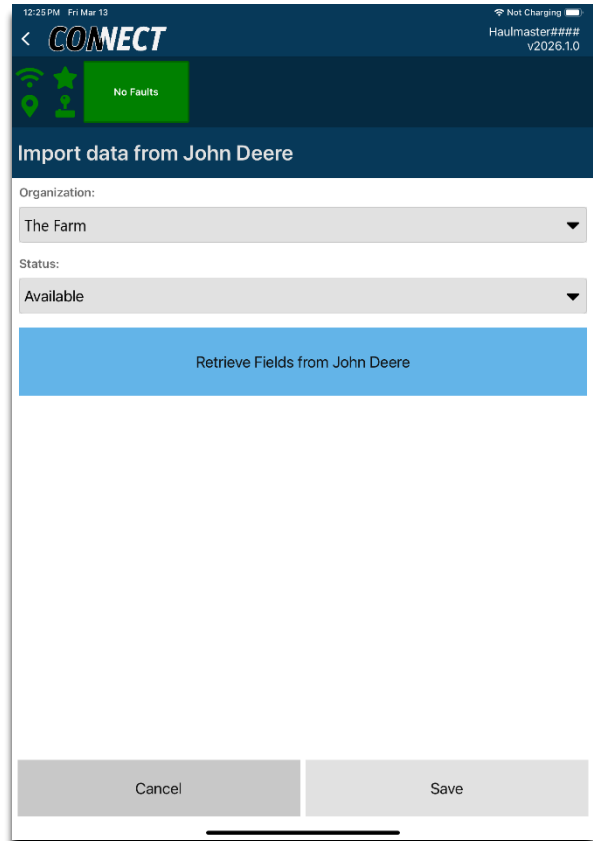 12:25 PM Fri Mar 13
Not Charging
CONNECT
Haulmaster####
v2026.1.0
No Faults
Import data from John Deere
Organization:
The Farm
Status:
Available
Retrieve Fields from John Deere
Cancel
Save